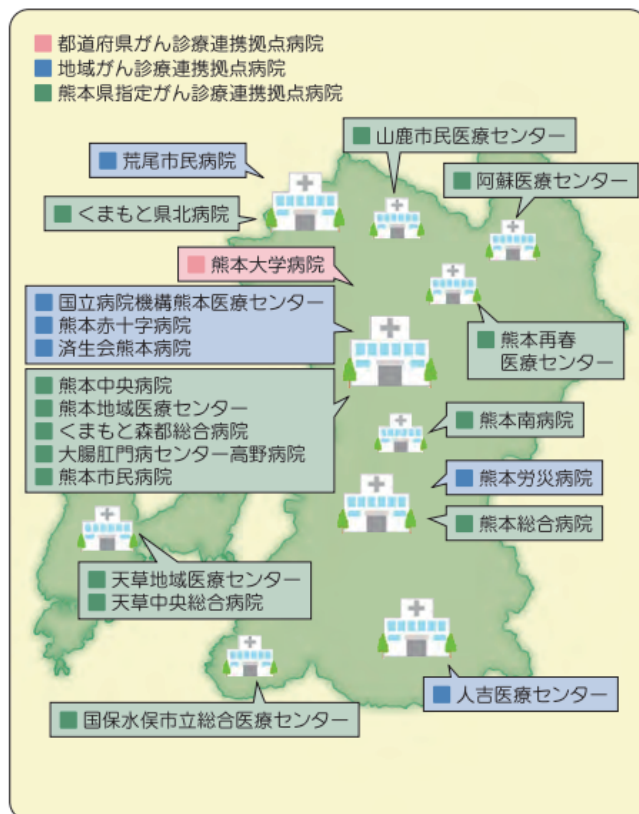 都道府県がん診療連携拠点病院
地域がん診療連携拠点病院
熊本県指定がん診療連携拠点病院
山鹿市民医療センター
荒尾市民病院
阿蘇医療センター
くまもと県北病院
熊本大学病院
国立病院機構熊本医療センター
熊本赤十字病院
済生会熊本病院
熊本再春
医療センター
熊本中央病院
熊本地域医療センター
くまもと森都総合病院
大腸肛門病センター高野病院
熊本市民病院
熊本南病院
熊本労災病院
熊本総合病院
天草地域医療センター
天草中央総合病院
人吉医療センター
国保水俣市立総合医療センター